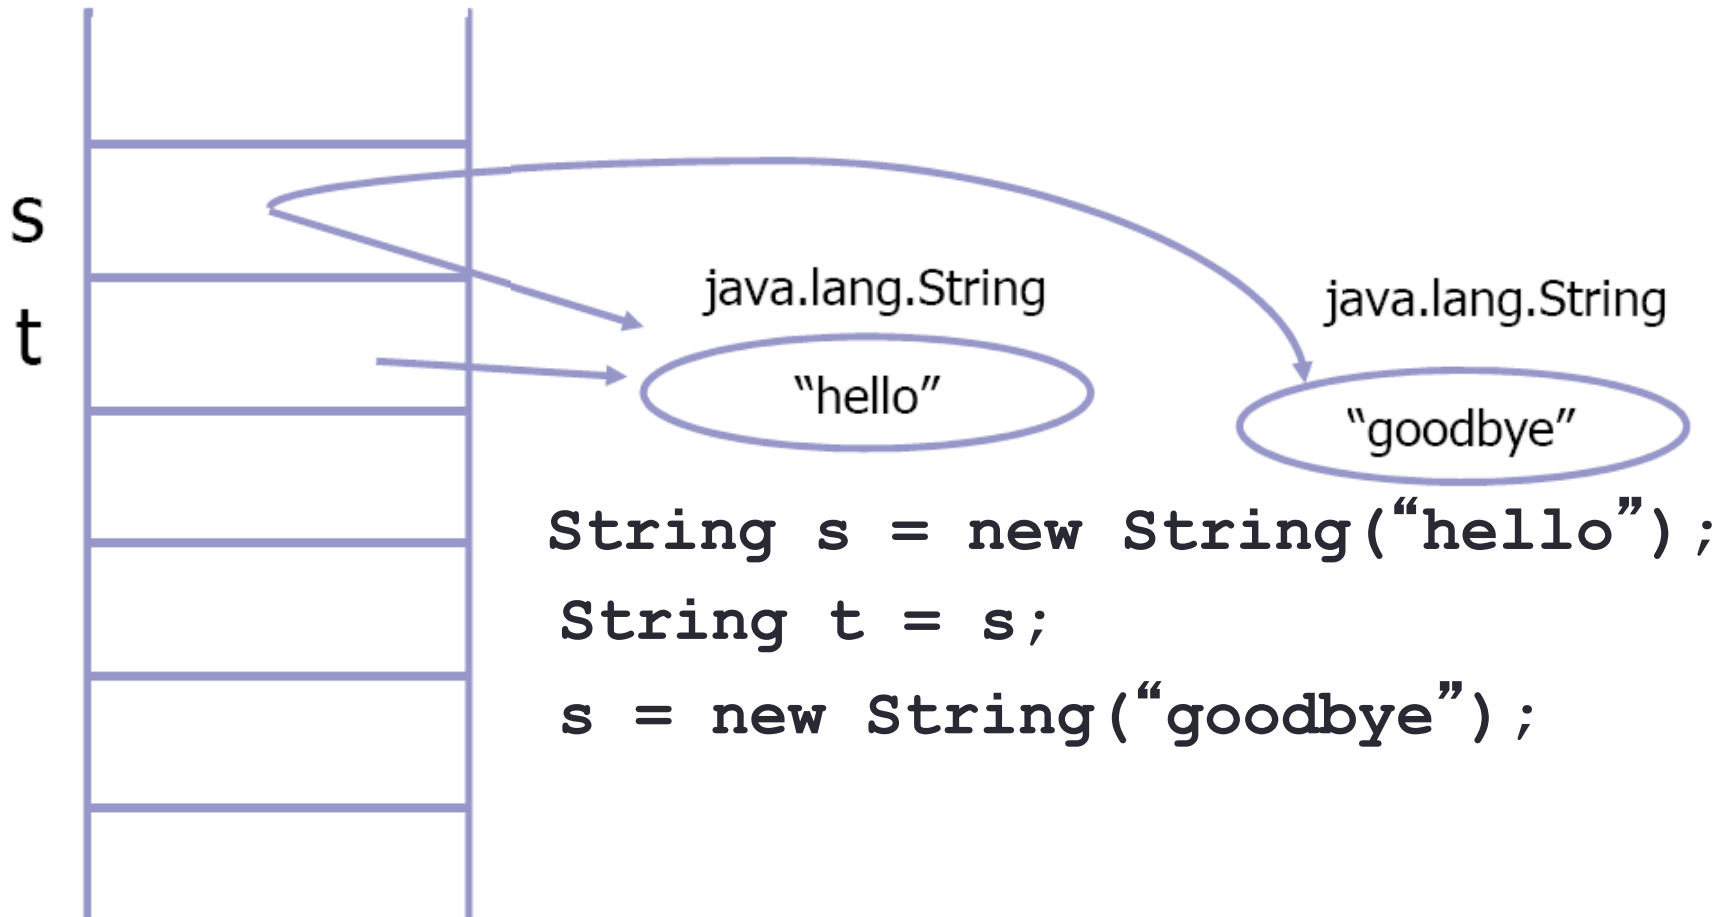 s
t
java.lang.String
java.lang.String
“hello”
“goodbye”
String s = new String(“hello”);
String t = s;
s = new String(“goodbye”);